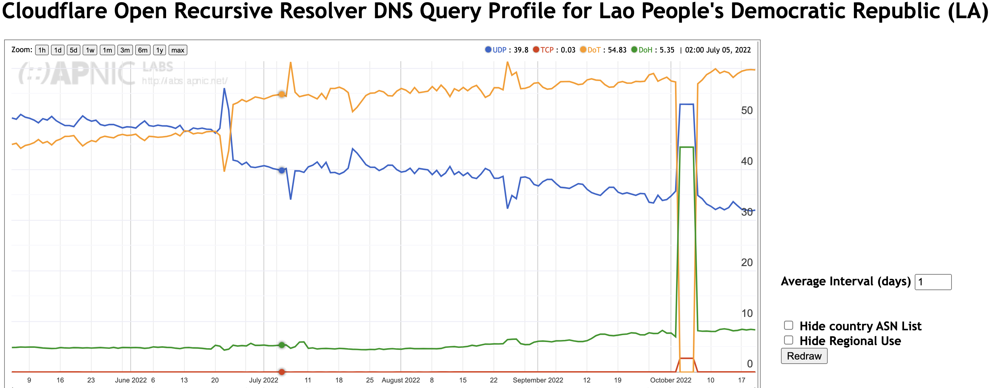 Cloudflare Open Recursive Resolver DNS Query Profile for Lao People's Democratic Republic (LA)
Zoom: 1h 1d 5d 1w 1m 3m 6m 1y max
UDP : 39.8 TCP : 0.03 DoT : 54.83 DoH : 5.35 | 02:00 July 05, 2022
(::)APNIC LABS
http://labs.apnic.net/
50
40
30
20
10
0
9 16 23 June 2022 6 13 20 July 2022 11 18 25 August 2022 8 15 22 September 2022 12 19 October 2022 10 17
Average Interval (days) 1
Hide country ASN List
Hide Regional Use
Redraw